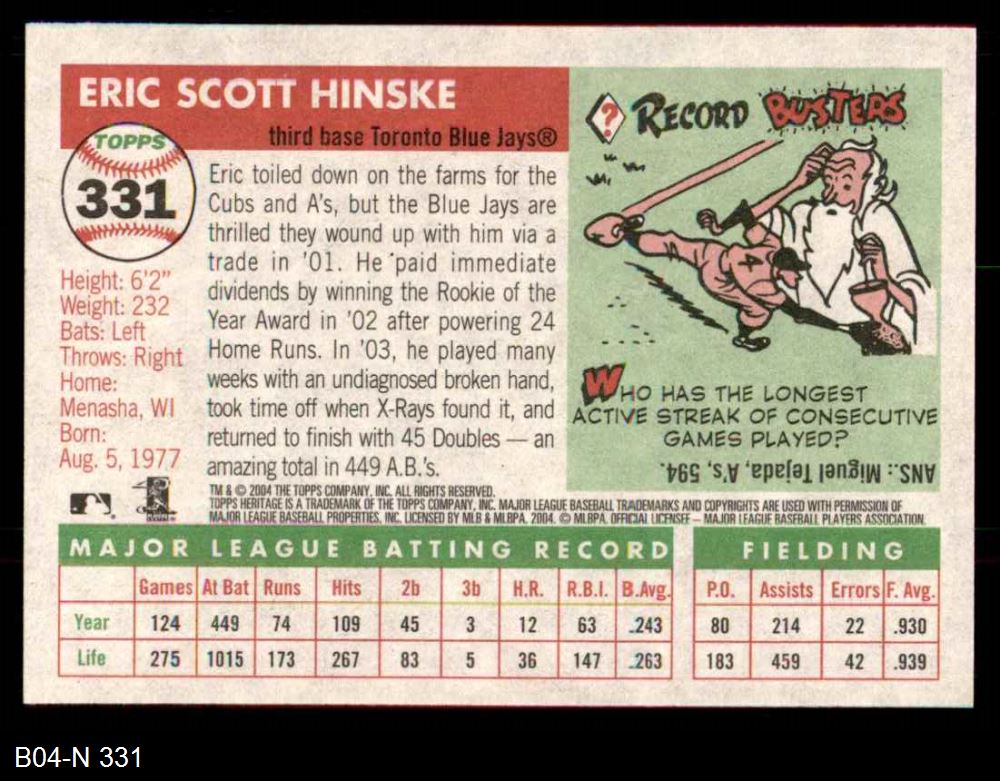 ERIC SCOTT HINSKE
third base Toronto Blue Jays®
TOPPS
331
Height: 6'2"
Weight: 232
Bats: Left
Throws: Right
Home:
Menasha, WI
Born:
Aug. 5, 1977
Eric toiled down on the farms for the
Cubs and A's, but the Blue Jays are
thrilled they wound up with him via a
trade in '01. He paid immediate
dividends by winning the Rookie of the
Year Award in '02 after powering 24
Home Runs. In '03, he played many
weeks with an undiagnosed broken hand,
took time off when X-Rays found it, and
returned to finish with 45 Doubles — an
amazing total in 449 A.B.'s.
? RECORD BUSTERS
4
WHO HAS THE LONGEST
ACTIVE STREAK OF CONSECUTIVE
GAMES PLAYED?
ANS.: Miguel Tejada, A's, 594.
TM & © 2004 THE TOPPS COMPANY, INC. ALL RIGHTS RESERVED.
TOPPS HERITAGE IS A TRADEMARK OF THE TOPPS COMPANY, INC. MAJOR LEAGUE BASEBALL TRADEMARKS AND COPYRIGHTS ARE USED WITH PERMISSION OF
MAJOR LEAGUE BASEBALL PROPERTIES, INC. LICENSED BY MLB & MLBPA. 2004. © MLBPA. OFFICIAL LICENSEE – MAJOR LEAGUE BASEBALL PLAYERS ASSOCIATION.
MAJOR LEAGUE BATTING RECORD FIELDING
Games At Bat Runs Hits 2b 3b H.R. R.B.I. B.Avg. P.O. Assists Errors F. Avg.
Year 124 449 74 109 45 3 12 63 .243 80 214 22 .930
Life 275 1015 173 267 83 5 36 147 .263 183 459 42 .939
B04-N 331